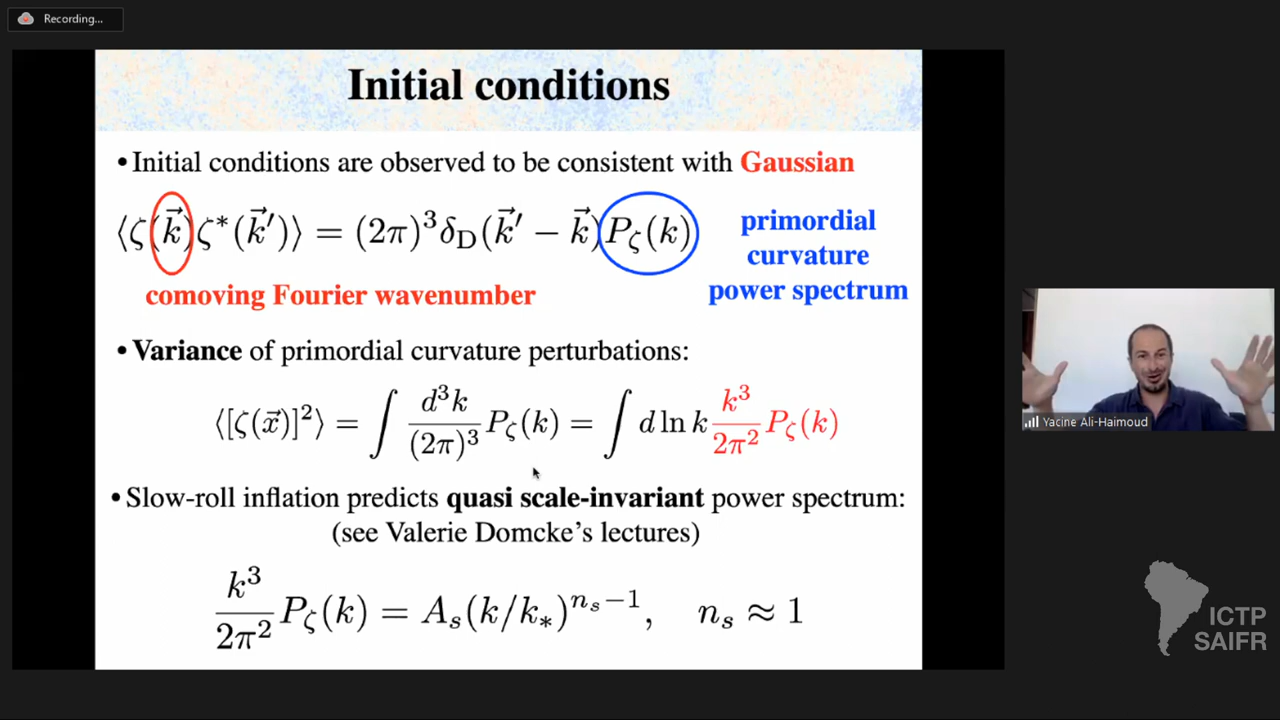 Recording...
Initial conditions
• Initial conditions are observed to be consistent with Gaussian
⟨ζ(k⃗)ζ*(k⃗′)⟩ = (2π)³δ_D(k⃗′ − k⃗)P_ζ(k)
primordial
curvature
power spectrum
comoving Fourier wavenumber
• Variance of primordial curvature perturbations:
⟨[ζ(x⃗)]²⟩ = ∫ d³k/(2π)³ P_ζ(k) = ∫ d ln k k³/2π² P_ζ(k)
• Slow-roll inflation predicts quasi scale-invariant power spectrum:
(see Valerie Domcke's lectures)
k³/2π² P_ζ(k) = A_s(k/k_*)^{n_s−1}, n_s ≈ 1
Yacine Ali-Haimoud
ICTP
SAIFR